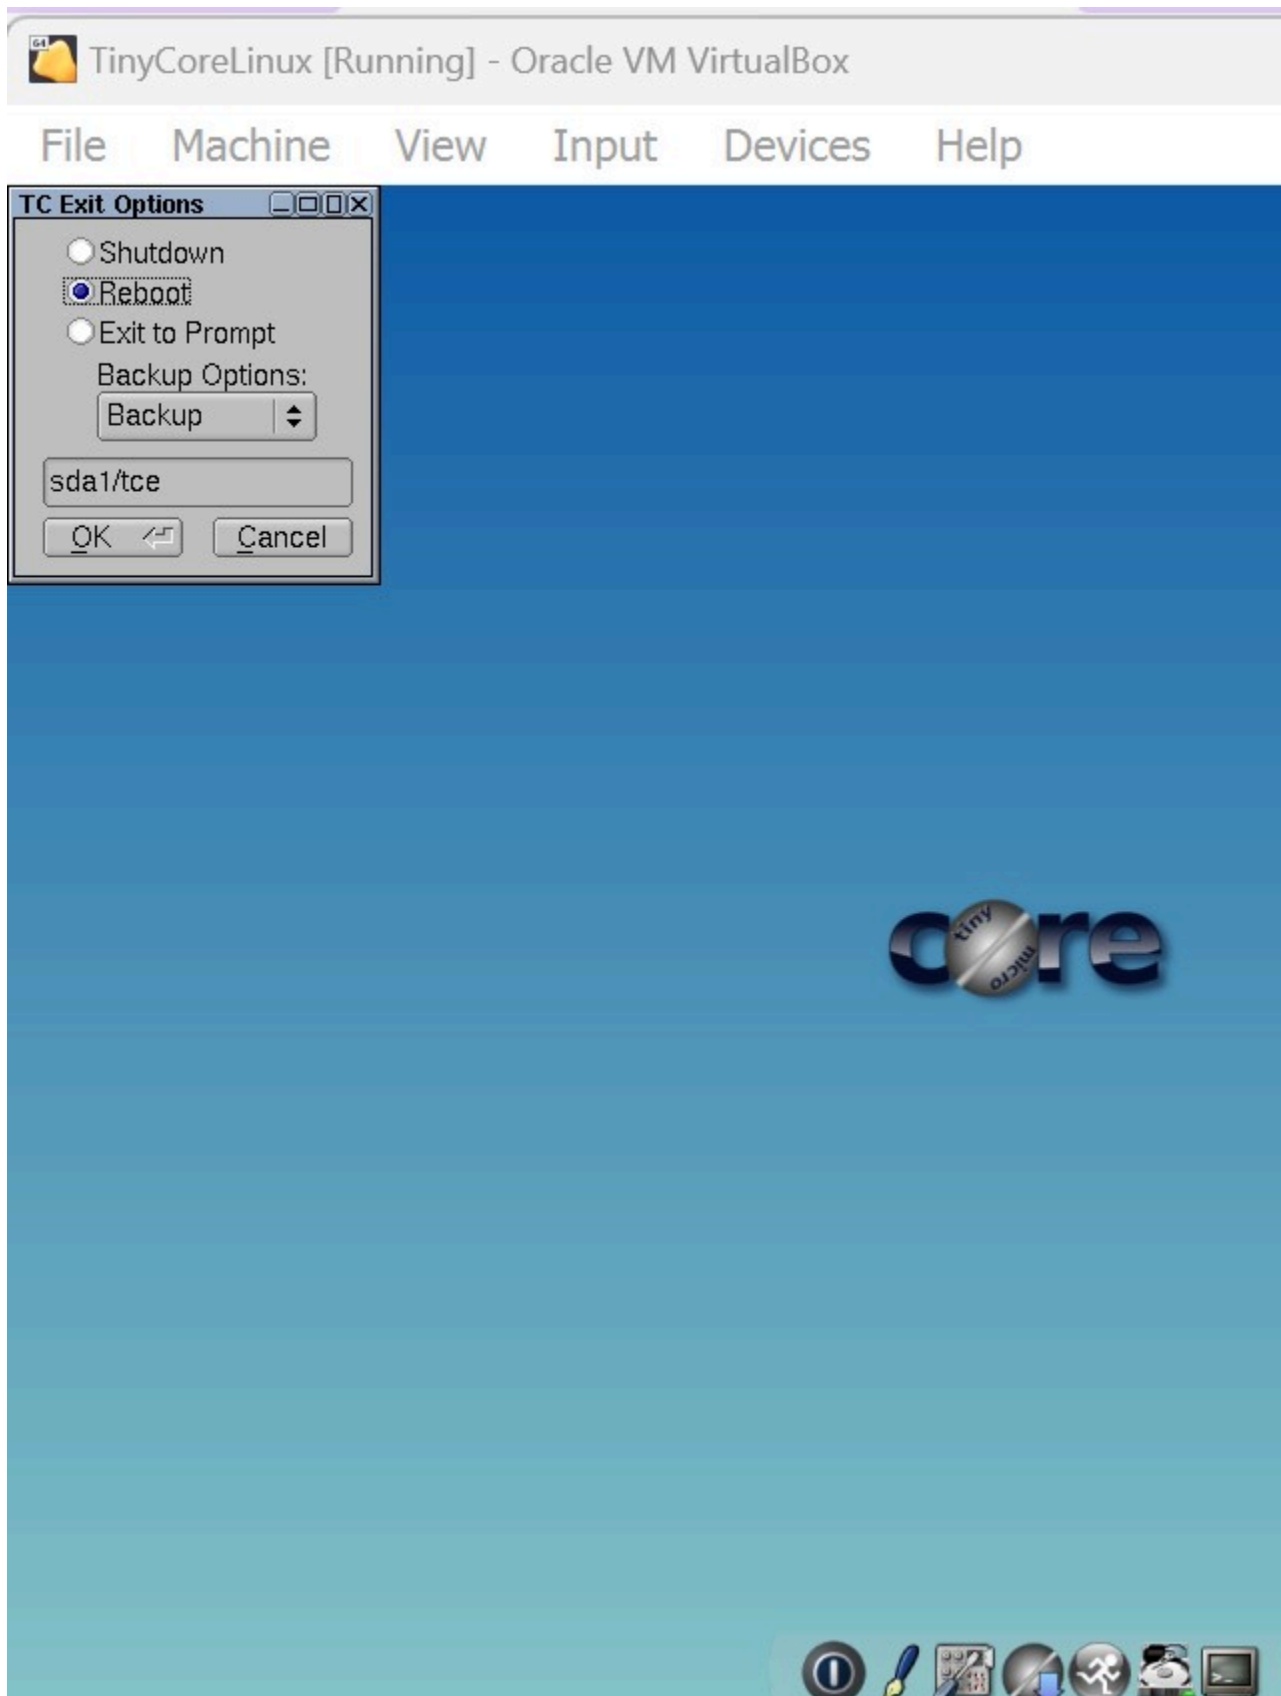 64
TinyCoreLinux [Running] - Oracle VM VirtualBox
File Machine View Input Devices Help
TC Exit Options
Shutdown
Reboot
Exit to Prompt
Backup Options:
Backup
sda1/tce
OK Cancel
core
tiny
micro
>_